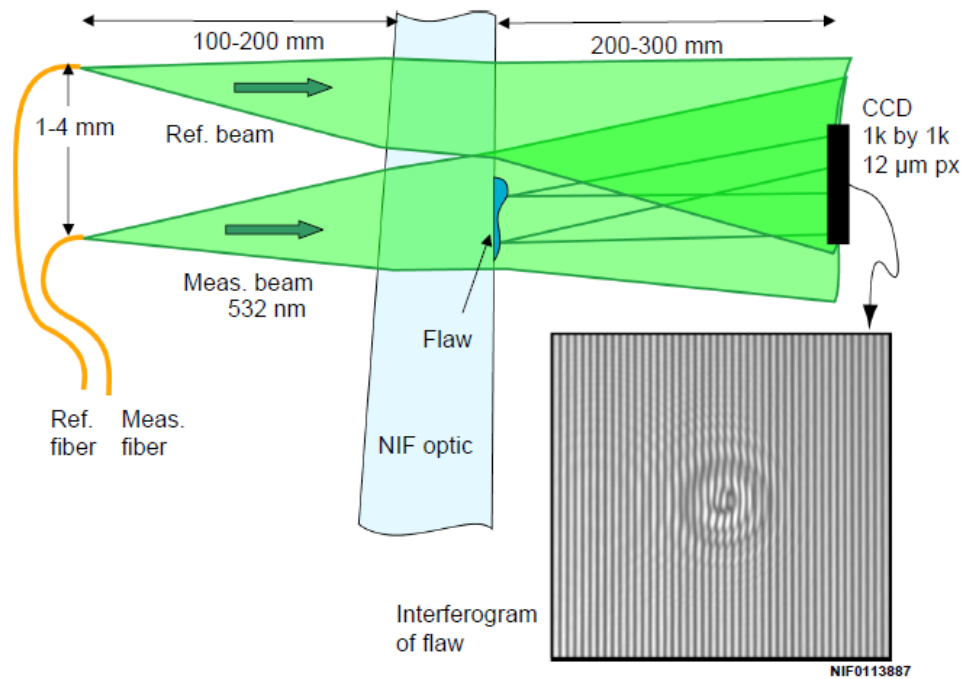 100-200 mm
200-300 mm
1-4 mm
Ref. beam
CCD
1k by 1k
12 µm px
Meas. beam
532 nm
Flaw
Ref. Meas.
fiber fiber
NIF optic
Interferogram
of flaw
NIF0113887